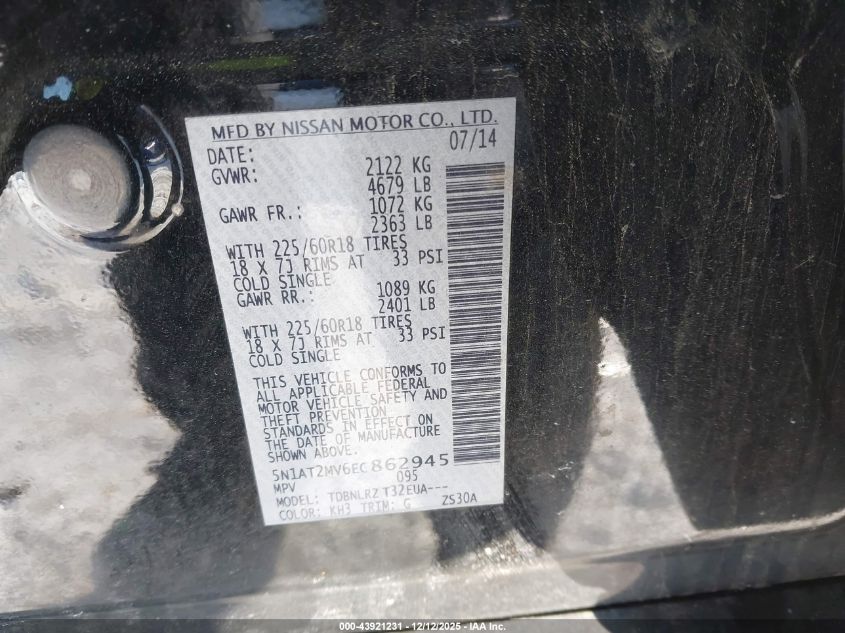 MFD BY NISSAN MOTOR CO., LTD.
DATE: 07/14
GVWR: 2122 KG
4679 LB
GAWR FR.: 1072 KG
2363 LB
WITH 225/60R18 TIRES
18 X 7J RIMS AT 33 PSI
COLD SINGLE
GAWR RR.: 1089 KG
2401 LB
WITH 225/60R18 TIRES
18 X 7J RIMS AT 33 PSI
COLD SINGLE
THIS VEHICLE CONFORMS TO
ALL APPLICABLE FEDERAL
MOTOR VEHICLE SAFETY AND
THEFT PREVENTION
STANDARDS IN EFFECT ON
THE DATE OF MANUFACTURE
SHOWN ABOVE.
5N1AT2MV6EC862945
MPV 095
MODEL: TDBNLRZ T32EUA---
COLOR: KH3 TRIM: G ZS30A
000-43921231 - 12/12/2025 - IAA Inc.